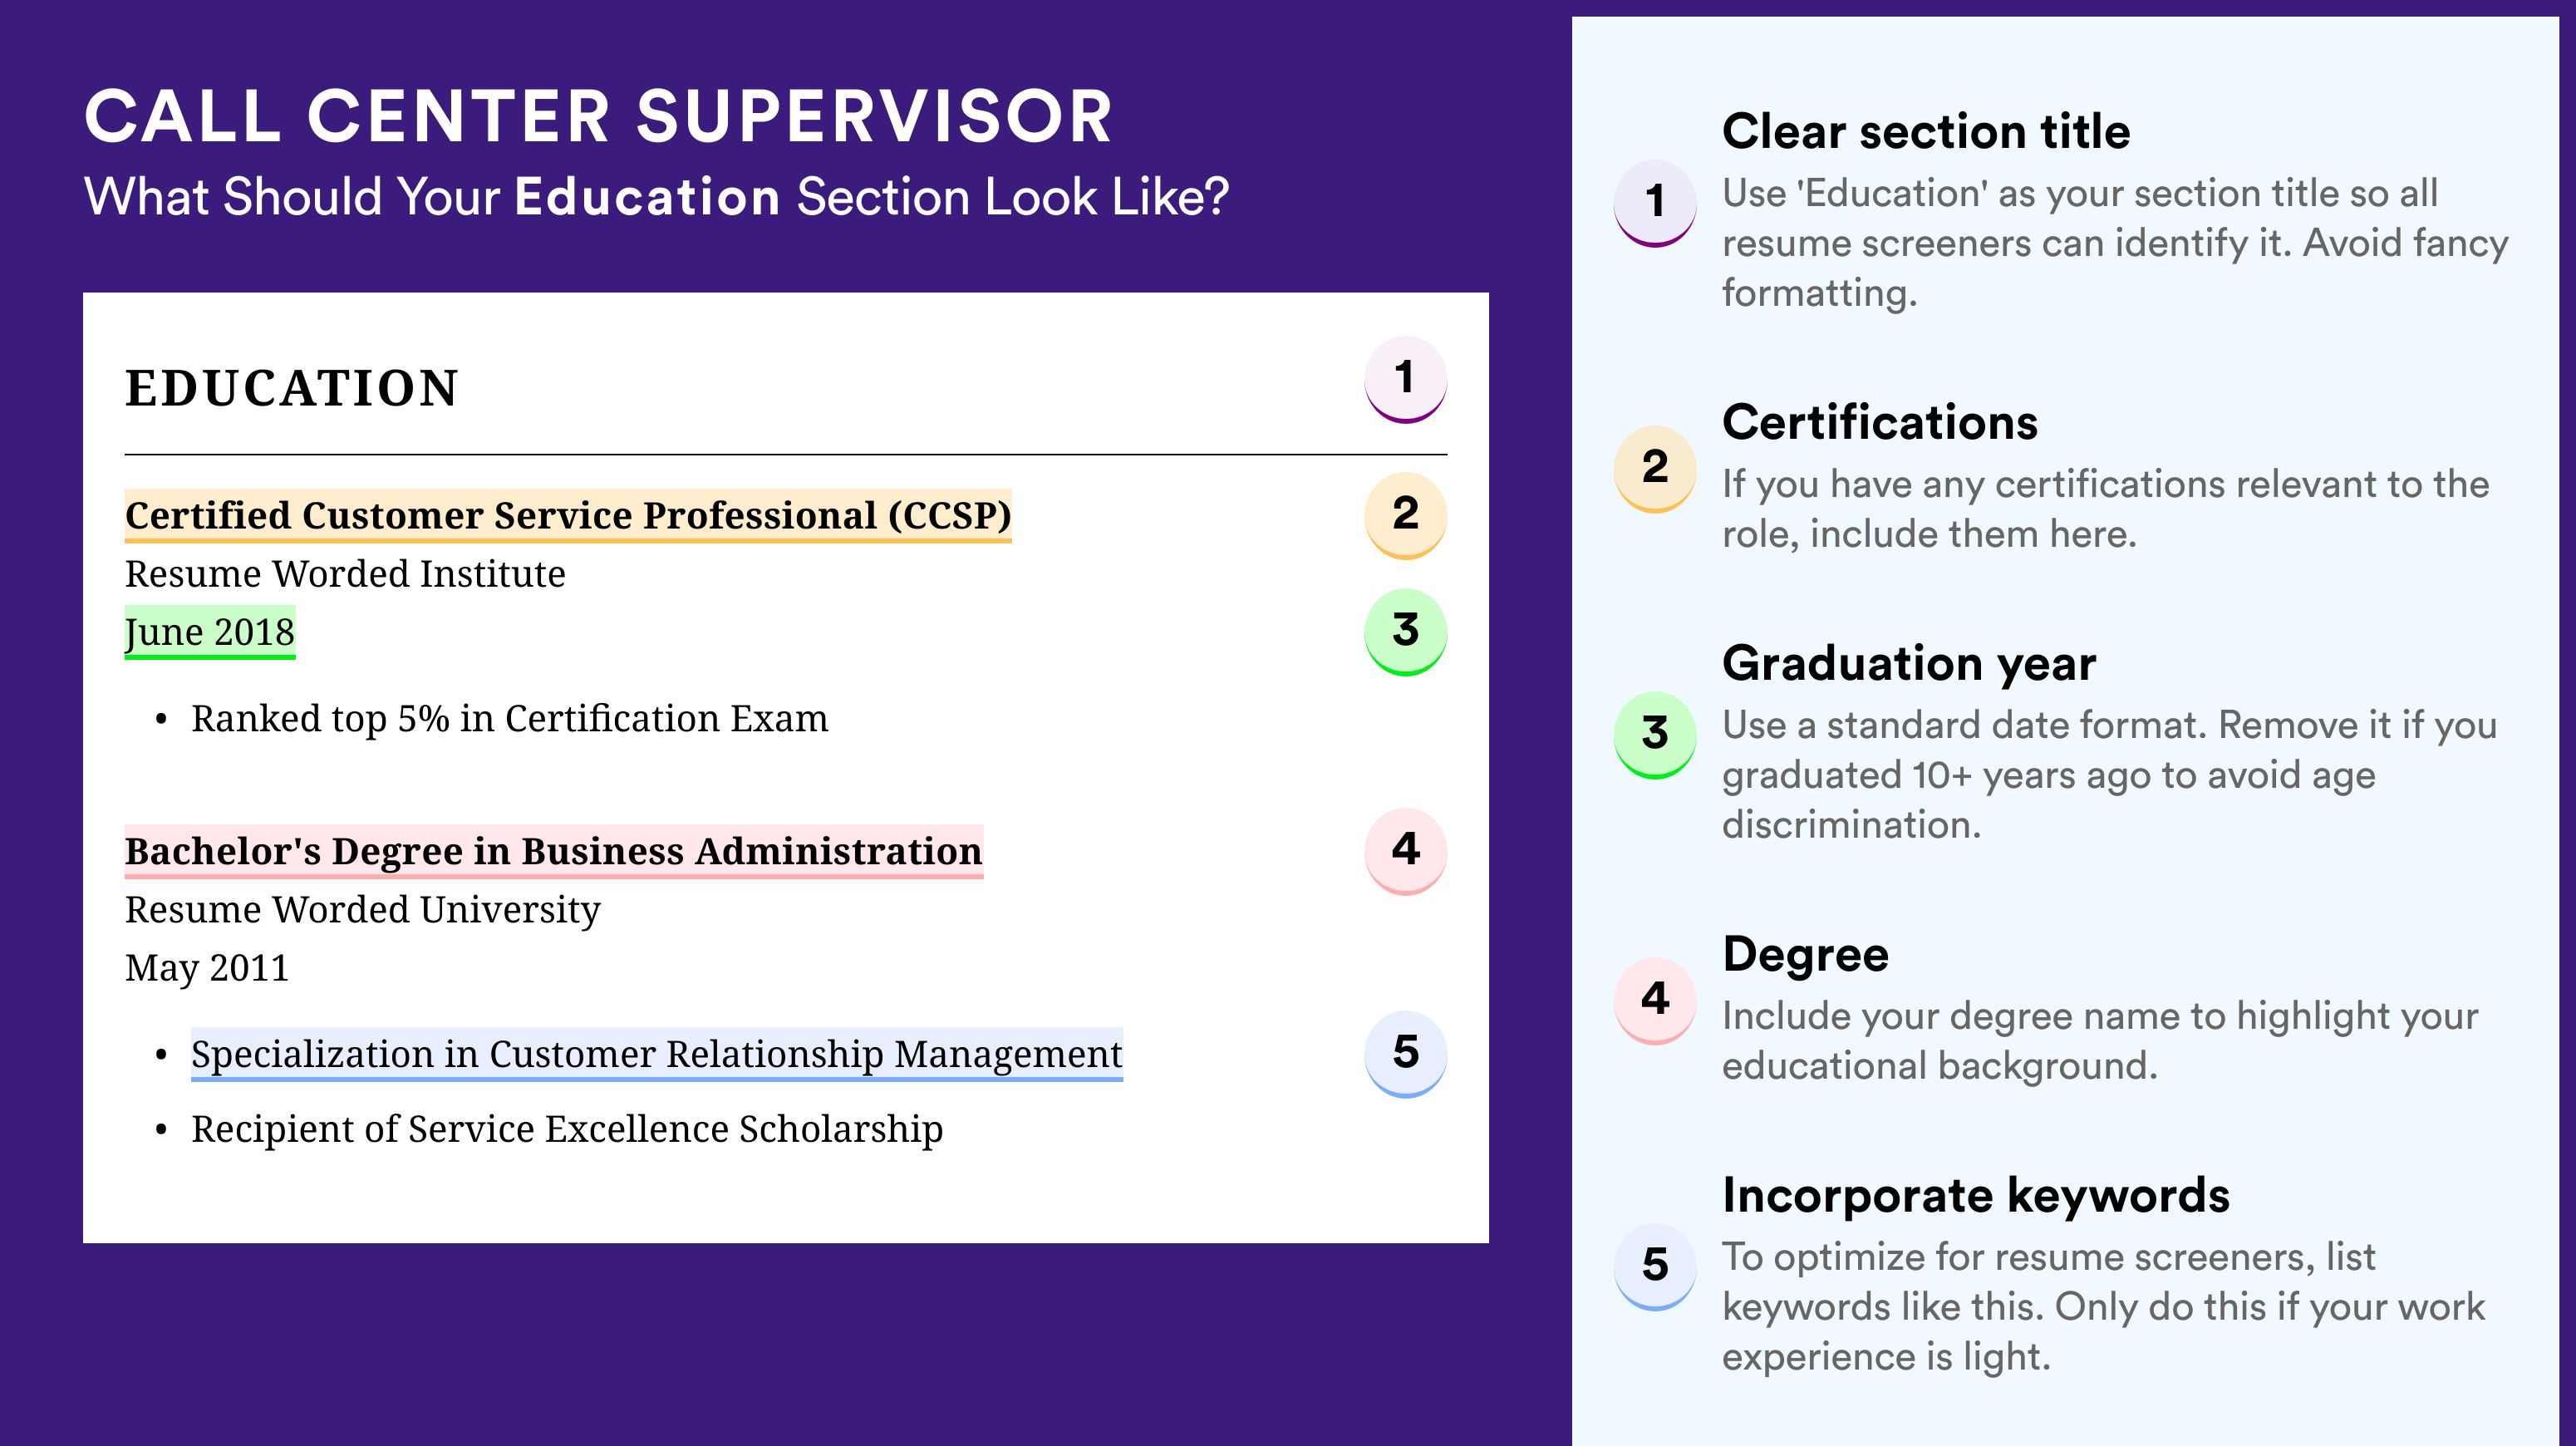 CALL CENTER SUPERVISOR
What Should Your Education Section Look Like?
EDUCATION
1
Certified Customer Service Professional (CCSP)
2
Resume Worded Institute
June 2018
3
• Ranked top 5% in Certification Exam
Bachelor's Degree in Business Administration
4
Resume Worded University
May 2011
• Specialization in Customer Relationship Management
5
• Recipient of Service Excellence Scholarship
1
Clear section title
Use 'Education' as your section title so all
resume screeners can identify it. Avoid fancy
formatting.
2
Certifications
If you have any certifications relevant to the
role, include them here.
3
Graduation year
Use a standard date format. Remove it if you
graduated 10+ years ago to avoid age
discrimination.
4
Degree
Include your degree name to highlight your
educational background.
5
Incorporate keywords
To optimize for resume screeners, list
keywords like this. Only do this if your work
experience is light.